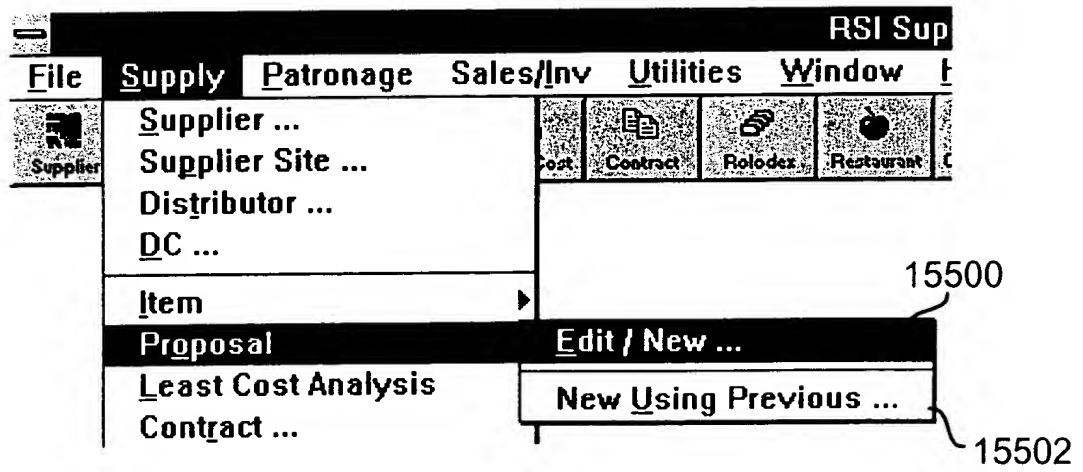 RSI Sup
File Supply Patronage Sales/Inv Utilities Window H
Supplier Cost Contract Rolodex Restaurant
Supplier ...
Supplier Site ...
Distributor ...
DC ...
Item
Proposal
Least Cost Analysis
Contract ...
Edit / New ...
New Using Previous ...
15500
15502